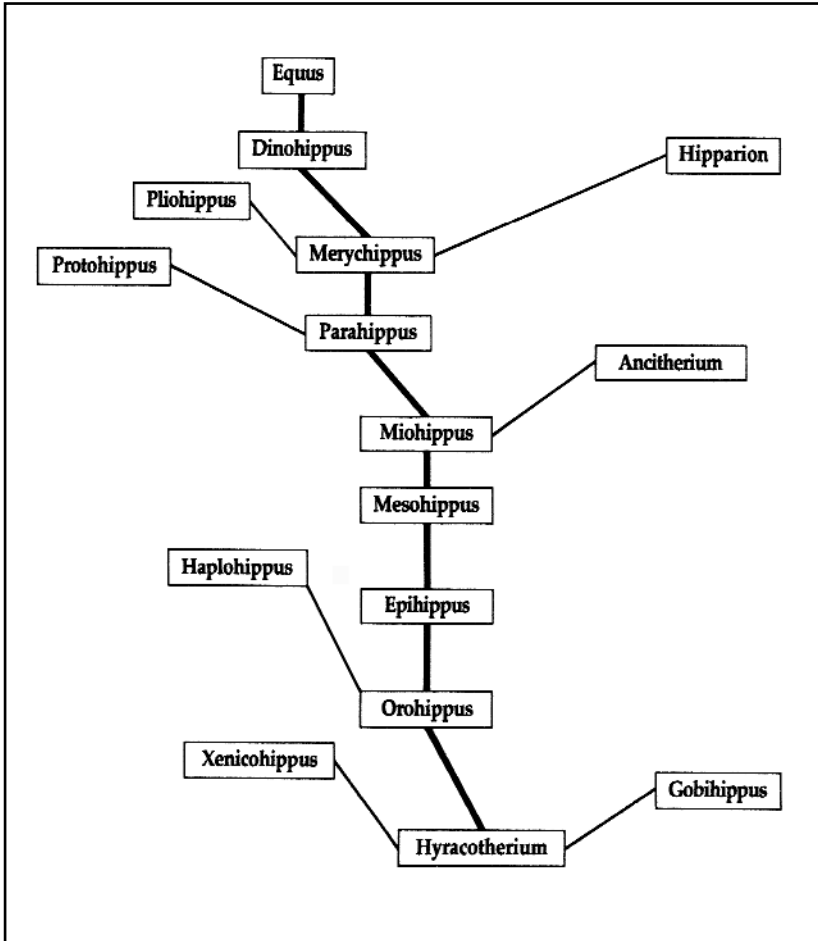 Equus
Dinohippus
Hipparion
Pliohippus
Merychippus
Protohippus
Parahippus
Ancitherium
Miohippus
Mesohippus
Haplohippus
Epihippus
Orohippus
Xenicohippus
Gobihippus
Hyracotherium